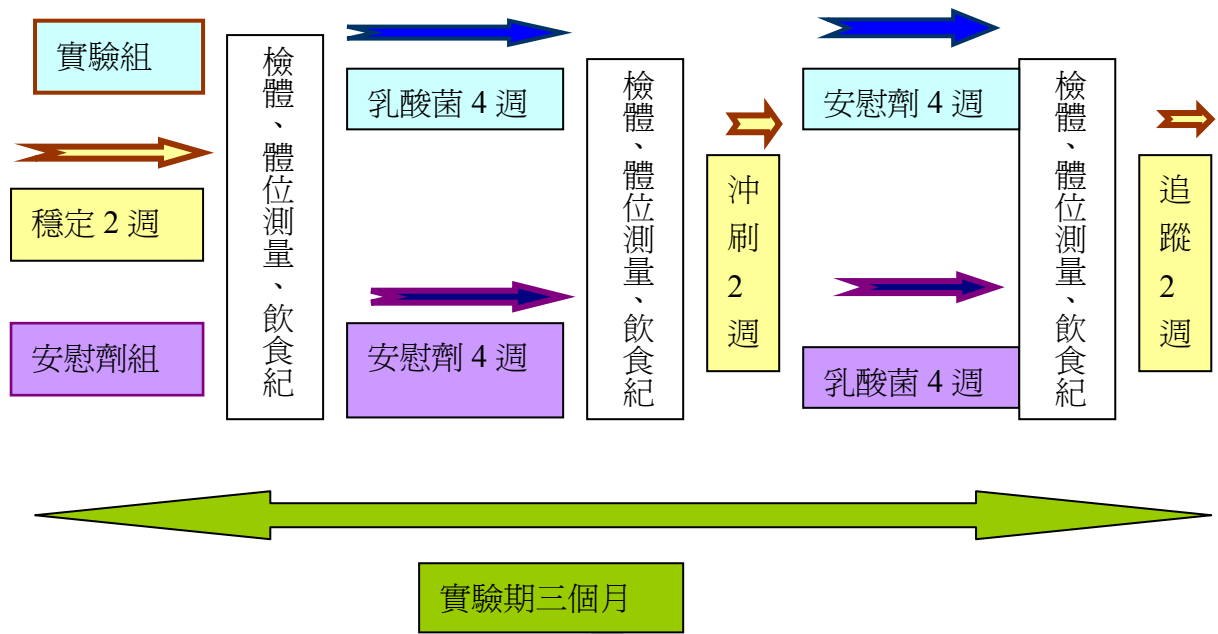 實驗組
穩定 2 週
安慰劑組
檢體、體位測量、飲食紀
乳酸菌 4 週
安慰劑 4 週
檢體、體位測量、飲食紀
沖刷2週
安慰劑 4 週
乳酸菌 4 週
檢體、體位測量、飲食紀
追蹤2週
實驗期三個月